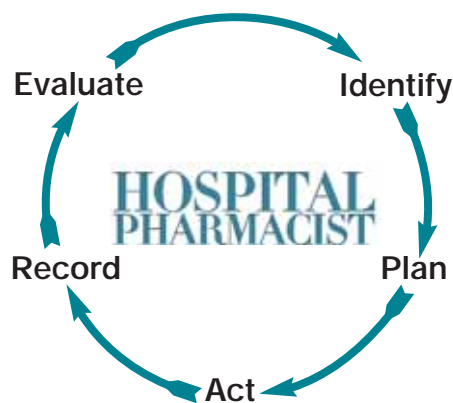 Evaluate
Identify
HOSPITAL
PHARMACIST
Record
Plan
Act